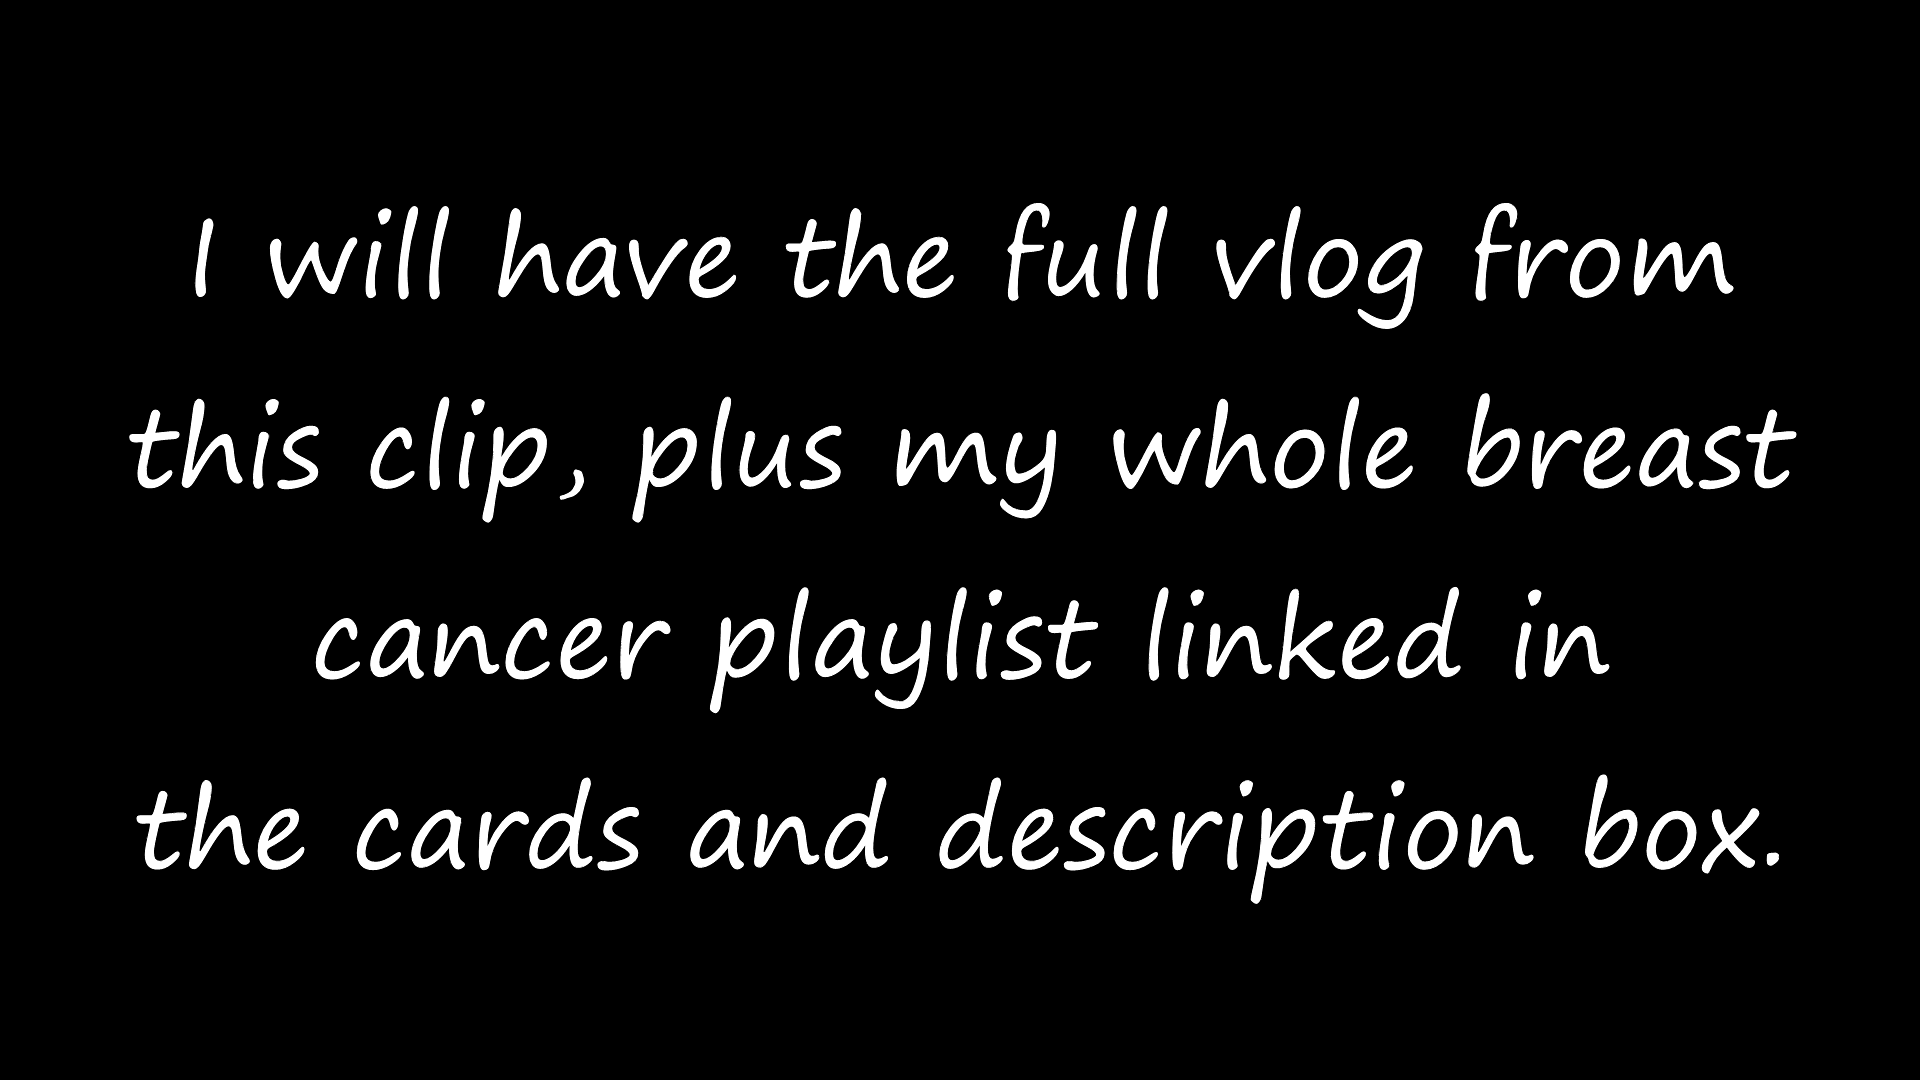 I will have the full vlog from
this clip, plus my whole breast
cancer playlist linked in
the cards and description box.